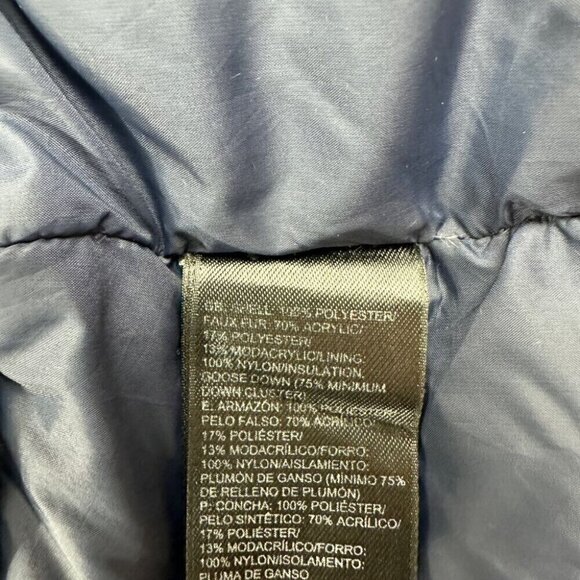 GB: SHELL: 100% POLYESTER/
FAUX FUR: 70% ACRYLIC/
17% POLYESTER/
13% MODACRYLIC/LINING:
100% NYLON/INSULATION:
GOOSE DOWN (75% MINIMUM
DOWN CLUSTER)
E: ARMAZÓN: 100% POLIÉSTER/
PELO FALSO: 70% ACRÍLICO/
17% POLIÉSTER/
13% MODACRÍLICO/FORRO:
100% NYLON/AISLAMIENTO:
PLUMÓN DE GANSO (MÍNIMO 75%
DE RELLENO DE PLUMÓN)
P: CONCHA: 100% POLIÉSTER/
PELO SINTÉTICO: 70% ACRÍLICO/
17% POLIÉSTER/
13% MODACRÍLICO/FORRO:
100% NYLON/ISOLAMENTO:
PLUMA DE GANSO